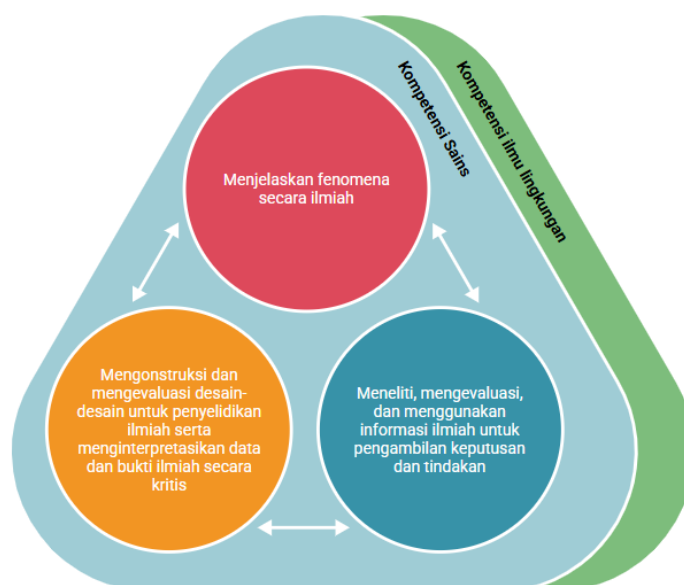 Kompetensi Sains
Kompetensi ilmu lingkungan
Menjelaskan fenomena
secara ilmiah
Mengonstruksi dan
mengevaluasi desain-
desain untuk penyelidikan
ilmiah serta
menginterpretasikan data
dan bukti ilmiah secara
kritis
Meneliti, mengevaluasi,
dan menggunakan
informasi ilmiah untuk
pengambilan keputusan
dan tindakan